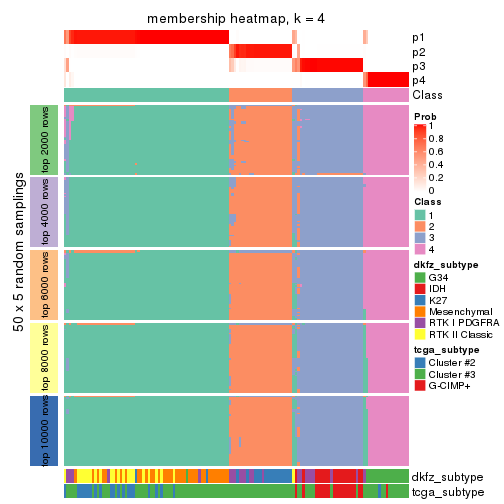 membership heatmap, k = 4
p1
p2
p3
p4
Class
50 x 5 random samplings
top 2000 rows
top 4000 rows
top 6000 rows
top 8000 rows
top 10000 rows
Prob
1
0.8
0.6
0.4
0.2
0
Class
1
2
3
4
dkfz_subtype
G34
IDH
K27
Mesenchymal
RTK I PDGFRA
RTK II Classic
tcga_subtype
Cluster #2
Cluster #3
G-CIMP+
dkfz_subtype
tcga_subtype